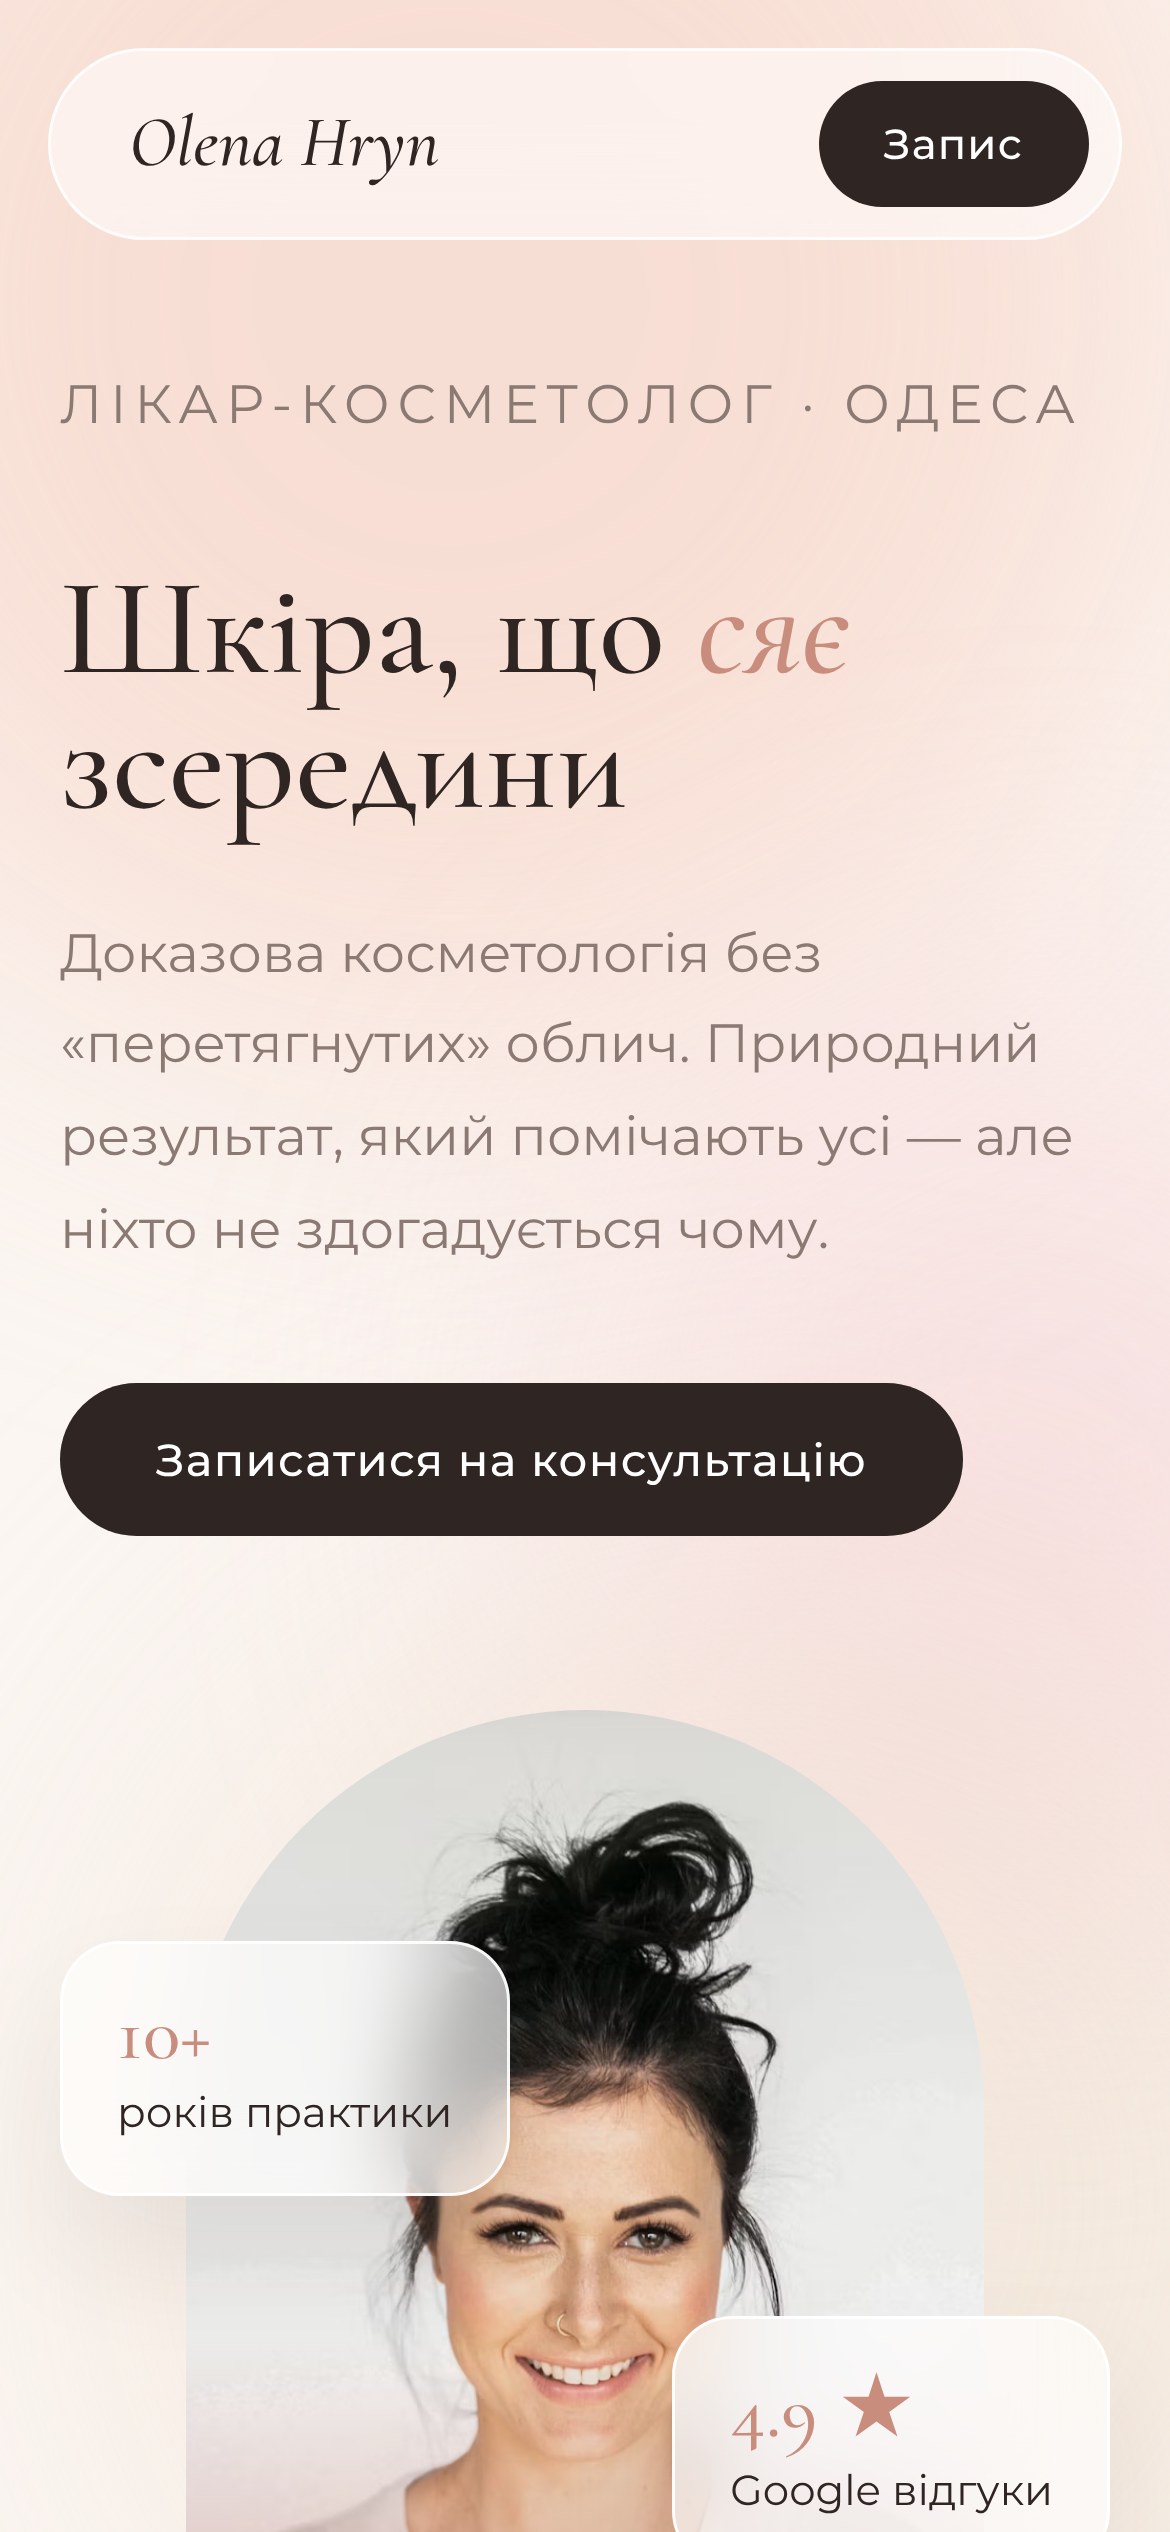 Olena Hryn
Запис
ЛІКАР-КОСМЕТОЛОГ · ОДЕСА
Шкіра, що сяє
зсередини
Доказова косметологія без
«перетягнутих» облич. Природний
результат, який помічають усі — але
ніхто не здогадується чому.
Записатися на консультацію
10+
років практики
4.9 ★
Google відгуки